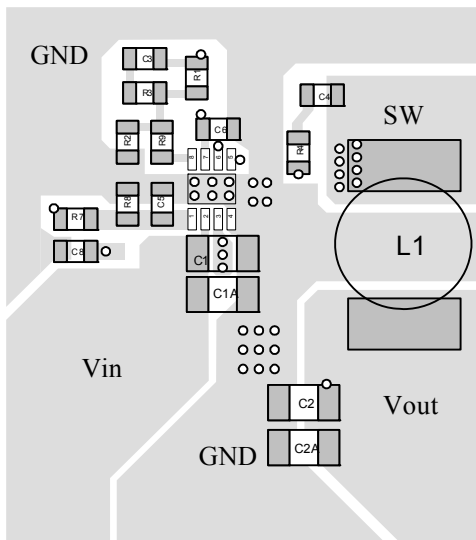 GND
C3
R3
R1
C4
SW
R2
R9
C6
R4
8 7 6 5
R8
C5
1 2 3 4
R7
C8
L1
C1
C1A
Vin
C2
Vout
GND
C2A